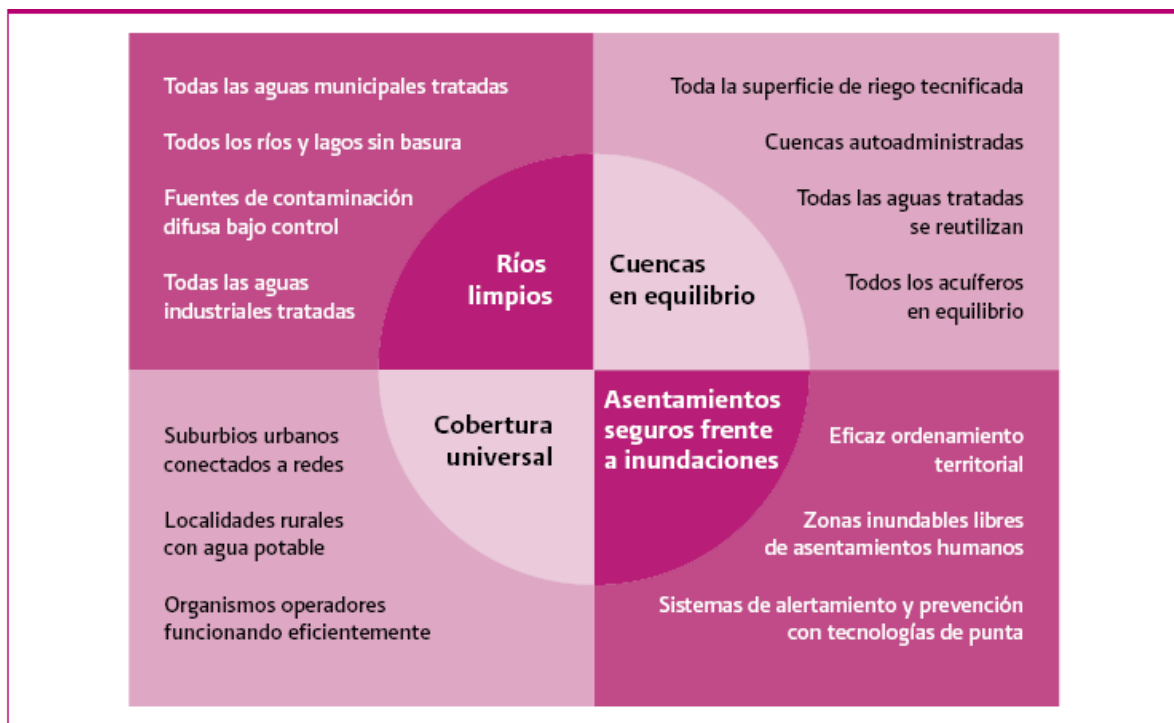 Todas las aguas municipales tratadas
Todos los ríos y lagos sin basura
Fuentes de contaminación
difusa bajo control
Todas las aguas
industriales tratadas
Ríos
limpios
Toda la superficie de riego tecnificada
Cuencas autoadministradas
Todas las aguas tratadas
se reutilizan
Todos los acuíferos
en equilibrio
Cuencas
en equilibrio
Suburbios urbanos
conectados a redes
Localidades rurales
con agua potable
Organismos operadores
funcionando eficientemente
Cobertura
universal
Asentamientos
seguros frente
a inundaciones
Eficaz ordenamiento
territorial
Zonas inundables libres
de asentamientos humanos
Sistemas de alertamiento y prevención
con tecnologías de punta